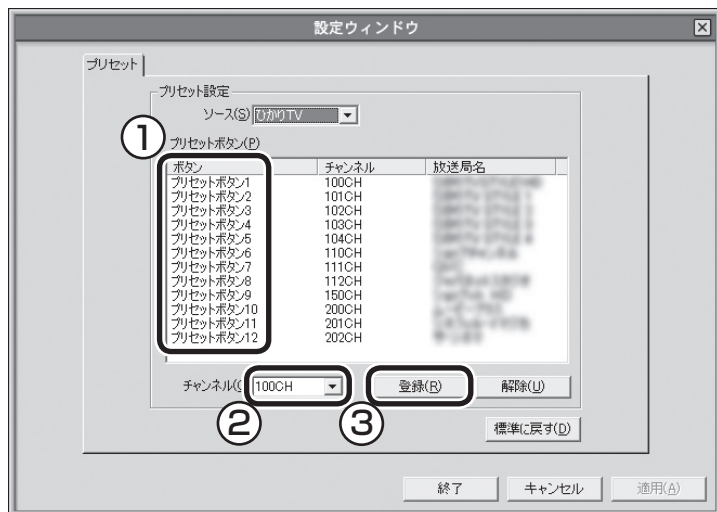 設定ウィンドウ
プリセット
プリセット設定
ソース(S) ひかりTV
①
プリセットボタン(P)
ボタン チャンネル 放送局名
プリセットボタン1 100CH
プリセットボタン2 101CH
プリセットボタン3 102CH
プリセットボタン4 103CH
プリセットボタン5 104CH
プリセットボタン6 110CH
プリセットボタン7 111CH
プリセットボタン8 112CH
プリセットボタン9 150CH
プリセットボタン10 200CH
プリセットボタン11 201CH
プリセットボタン12 202CH
チャンネル( 100CH 登録(R) 解除(U)
② ③
標準に戻す(D)
終了 キャンセル 適用(A)